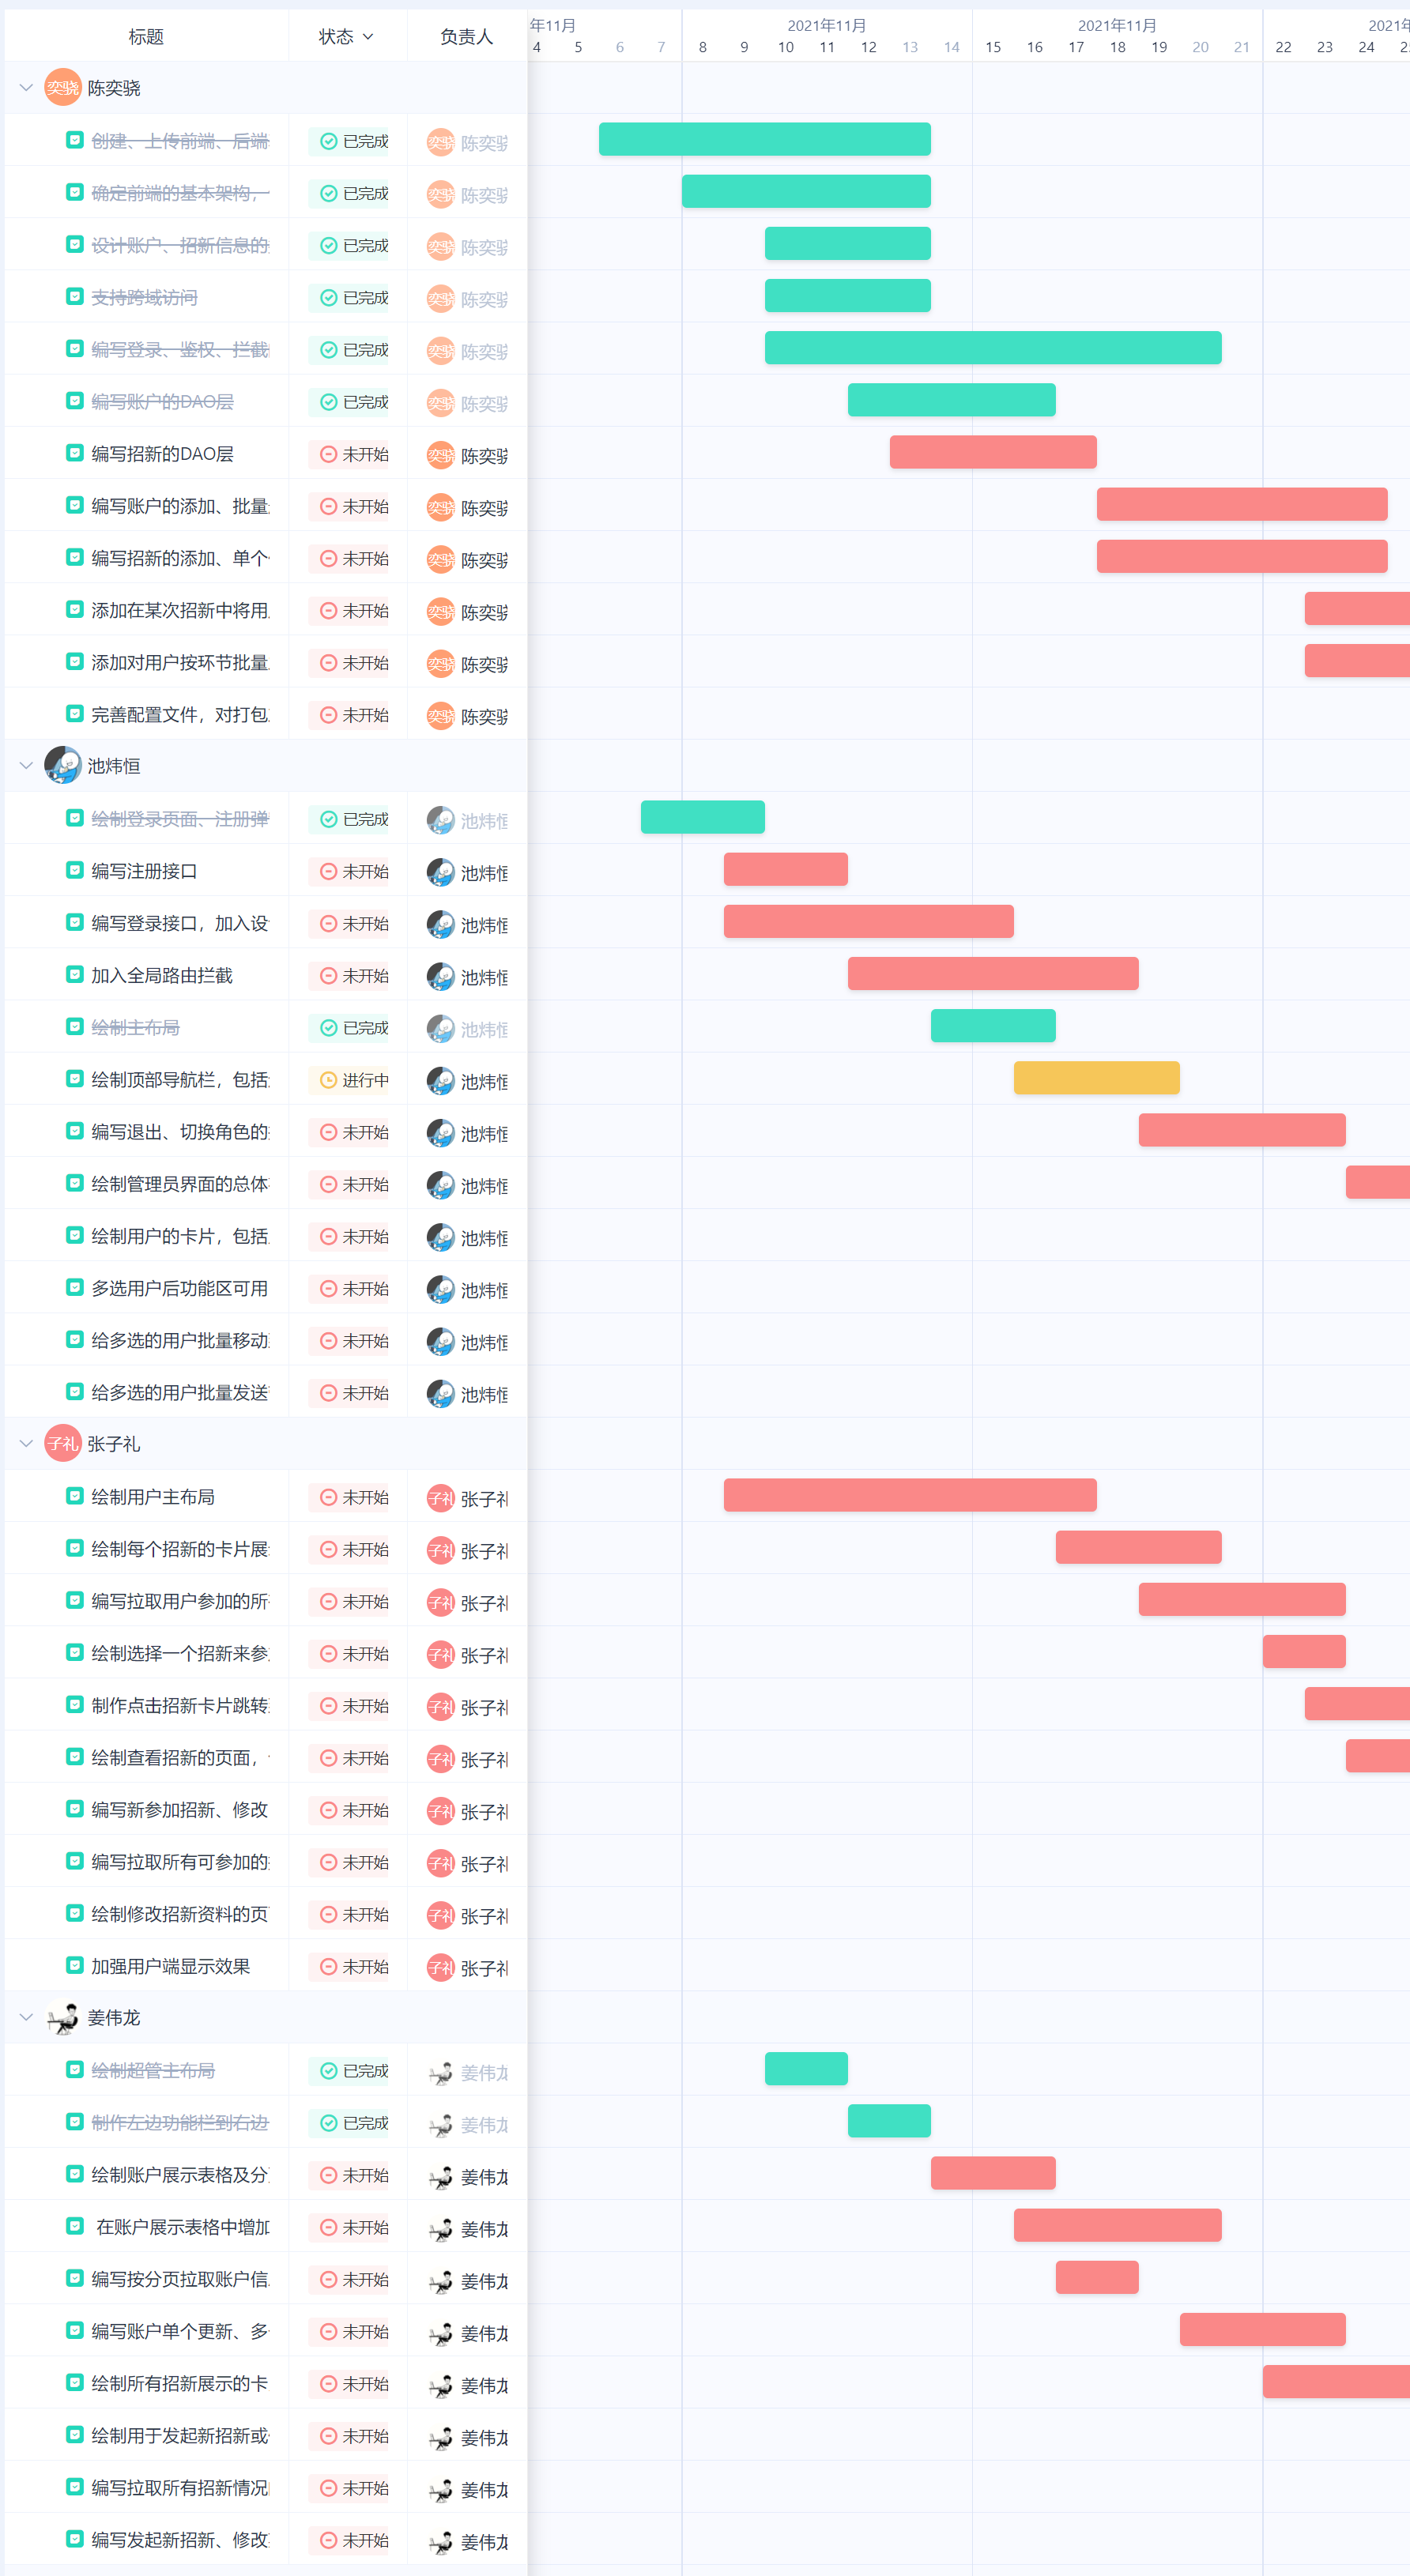 标题 状态 负责人
年11月 2021年11月 2021年11月 2021年
4 5 6 7 8 9 10 11 12 13 14 15 16 17 18 19 20 21 22 23 24
奕骁 陈奕骁
创建、上传前端、后端 已完成 奕骁 陈奕骁
确定前端的基本架构， 已完成 奕骁 陈奕骁
设计账户、招新信息的 已完成 奕骁 陈奕骁
支持跨域访问 已完成 奕骁 陈奕骁
编写登录、鉴权、拦截 已完成 奕骁 陈奕骁
编写账户的DAO层 已完成 奕骁 陈奕骁
编写招新的DAO层 未开始 奕骁 陈奕骁
编写账户的添加、批量 未开始 奕骁 陈奕骁
编写招新的添加、单个 未开始 奕骁 陈奕骁
添加在某次招新中将用 未开始 奕骁 陈奕骁
添加对用户按环节批量 未开始 奕骁 陈奕骁
完善配置文件，对打包 未开始 奕骁 陈奕骁
池炜恒
绘制登录页面、注册弹 已完成 池炜恒
编写注册接口 未开始 池炜恒
编写登录接口，加入设 未开始 池炜恒
加入全局路由拦截 未开始 池炜恒
绘制主布局 已完成 池炜恒
绘制顶部导航栏，包括 进行中 池炜恒
编写退出、切换角色的 未开始 池炜恒
绘制管理员界面的总体 未开始 池炜恒
绘制用户的卡片，包括 未开始 池炜恒
多选用户后功能区可用 未开始 池炜恒
给多选的用户批量移动 未开始 池炜恒
给多选的用户批量发送 未开始 池炜恒
子礼 张子礼
绘制用户主布局 未开始 子礼 张子礼
绘制每个招新的卡片展 未开始 子礼 张子礼
编写拉取用户参加的所 未开始 子礼 张子礼
绘制选择一个招新来参 未开始 子礼 张子礼
制作点击招新卡片跳转 未开始 子礼 张子礼
绘制查看招新的页面， 未开始 子礼 张子礼
编写新参加招新、修改 未开始 子礼 张子礼
编写拉取所有可参加的 未开始 子礼 张子礼
绘制修改招新资料的页 未开始 子礼 张子礼
加强用户端显示效果 未开始 子礼 张子礼
姜伟龙
绘制超管主布局 已完成 姜伟龙
制作左边功能栏到右边 已完成 姜伟龙
绘制账户展示表格及分 未开始 姜伟龙
在账户展示表格中增加 未开始 姜伟龙
编写按分页拉取账户信 未开始 姜伟龙
编写账户单个更新、多 未开始 姜伟龙
绘制所有招新展示的卡 未开始 姜伟龙
绘制用于发起新招新或 未开始 姜伟龙
编写拉取所有招新情况 未开始 姜伟龙
编写发起新招新、修改 未开始 姜伟龙